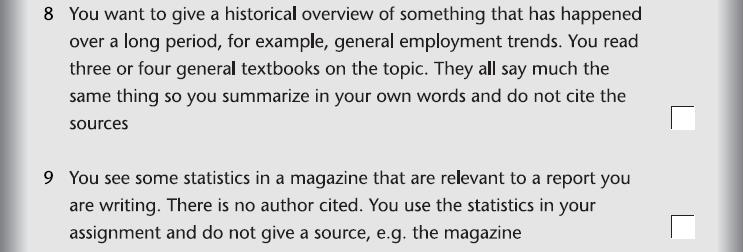 8 You want to give a historical overview of something that has happened
over a long period, for example, general employment trends. You read
three or four general textbooks on the topic. They all say much the
same thing so you summarize in your own words and do not cite the
sources
9 You see some statistics in a magazine that are relevant to a report you
are writing. There is no author cited. You use the statistics in your
assignment and do not give a source, e.g. the magazine